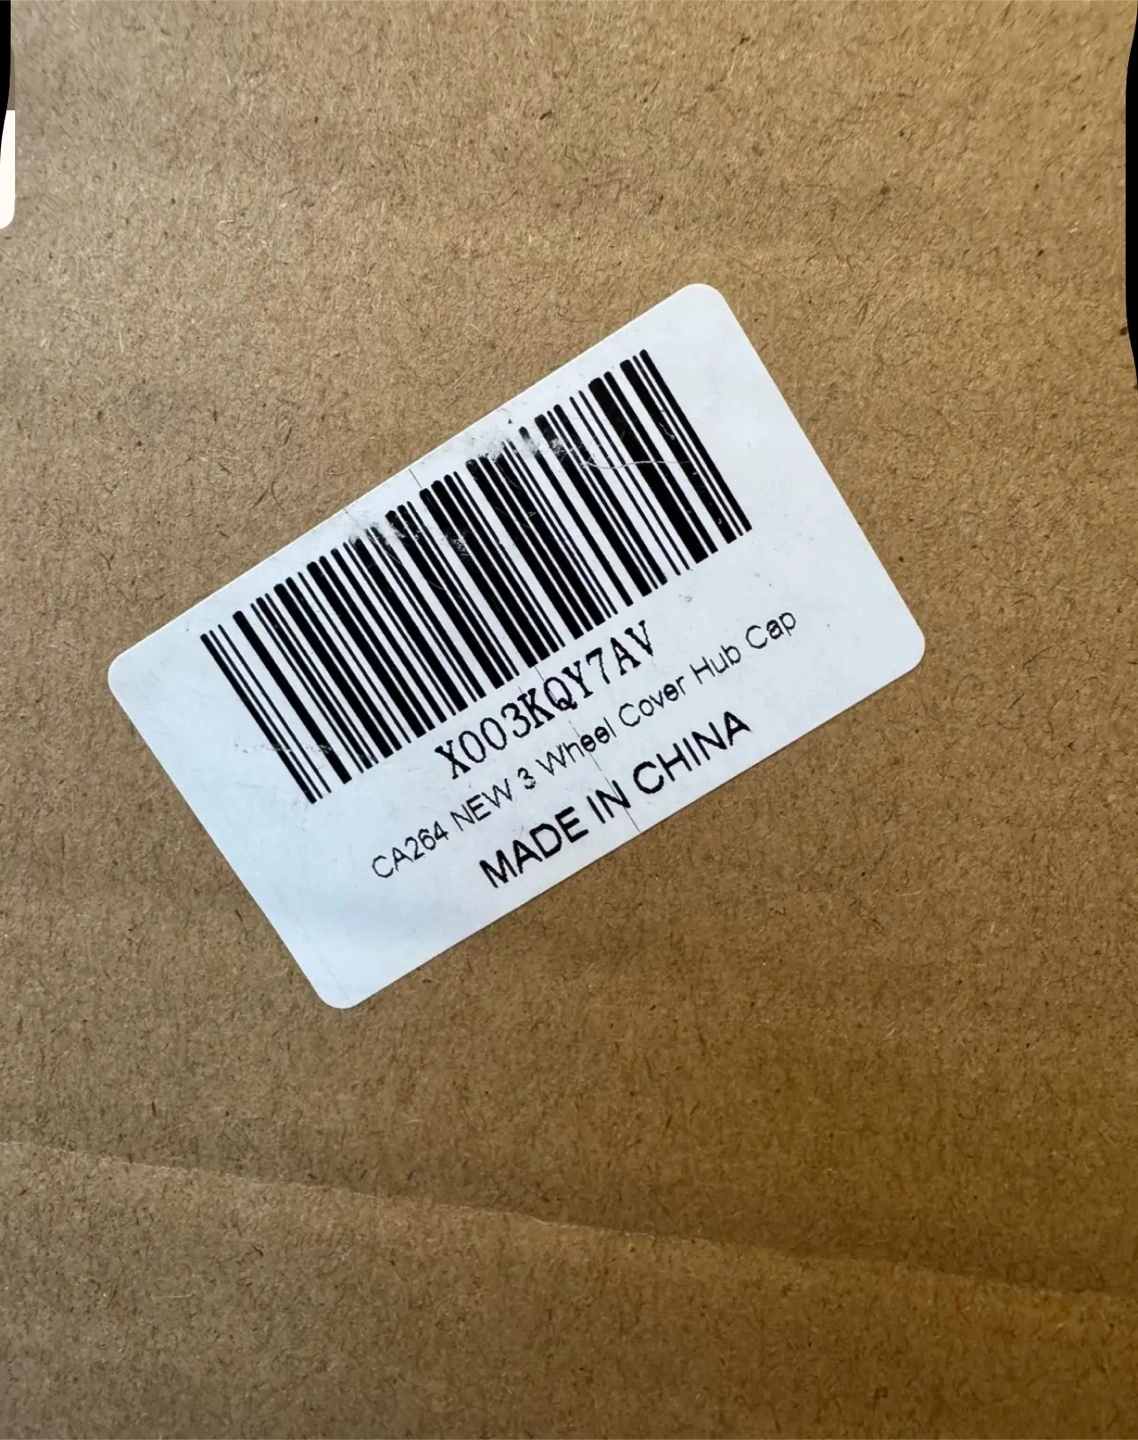 X003KQY7AV
CA264 NEW 3 Wheel Cover Hub Cap
MADE IN CHINA